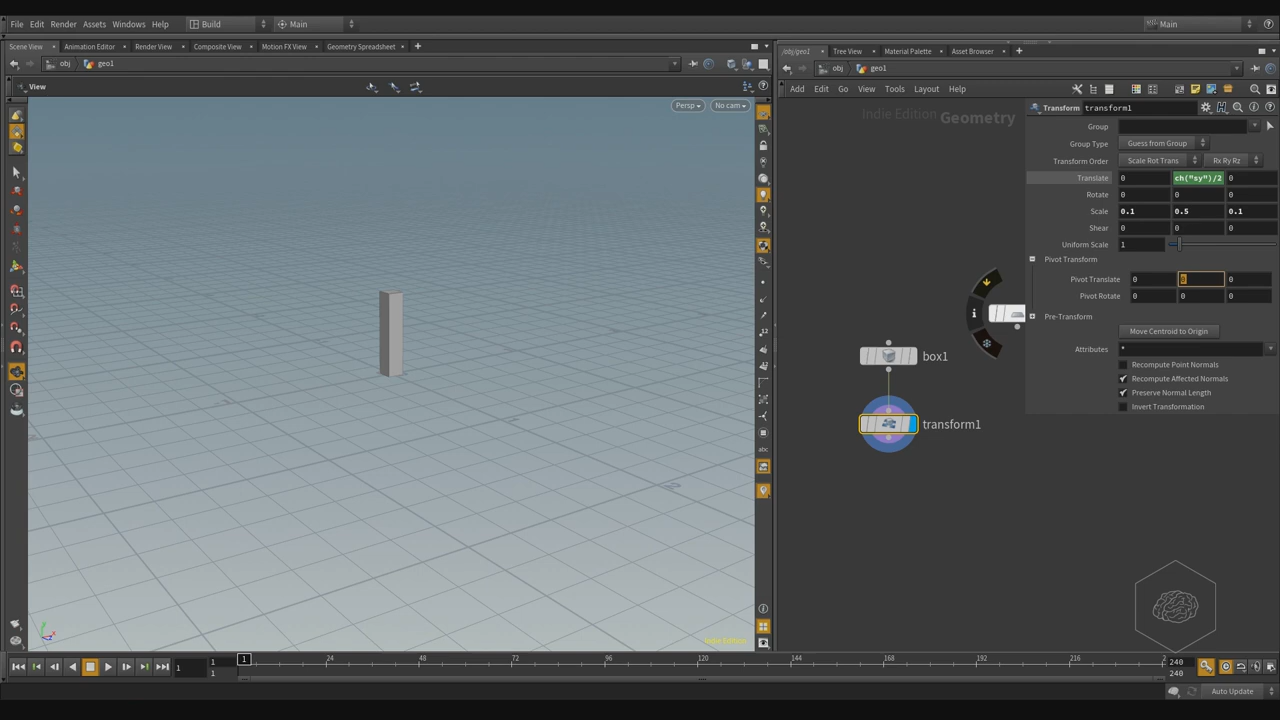 File Edit Render Assets Windows Help Build Main Main
Scene View Animation Editor Render View Composite View Motion FX View Geometry Spreadsheet
/obj/geo1 Tree View Material Palette Asset Browser
obj geo1
obj geo1
View
Add Edit Go View Tools Layout Help
Persp No cam
Indie Edition Geometry
Transform transform1
Group
Group Type Guess from Group
Transform Order Scale Rot Trans Rx Ry Rz
Translate 0 ch("sy")/2 0
Rotate 0 0 0
Scale 0.1 0.5 0.1
Shear 0 0 0
Uniform Scale 1
Pivot Transform
Pivot Translate 0 0 0
Pivot Rotate 0 0 0
Pre-Transform
Move Centroid to Origin
Attributes *
Recompute Point Normals
Recompute Affected Normals
Preserve Normal Length
Invert Transformation
box1
transform1
abc
Indie Edition
1 1 1 1 24 48 72 96 120 144 168 192 216 240 240
Auto Update